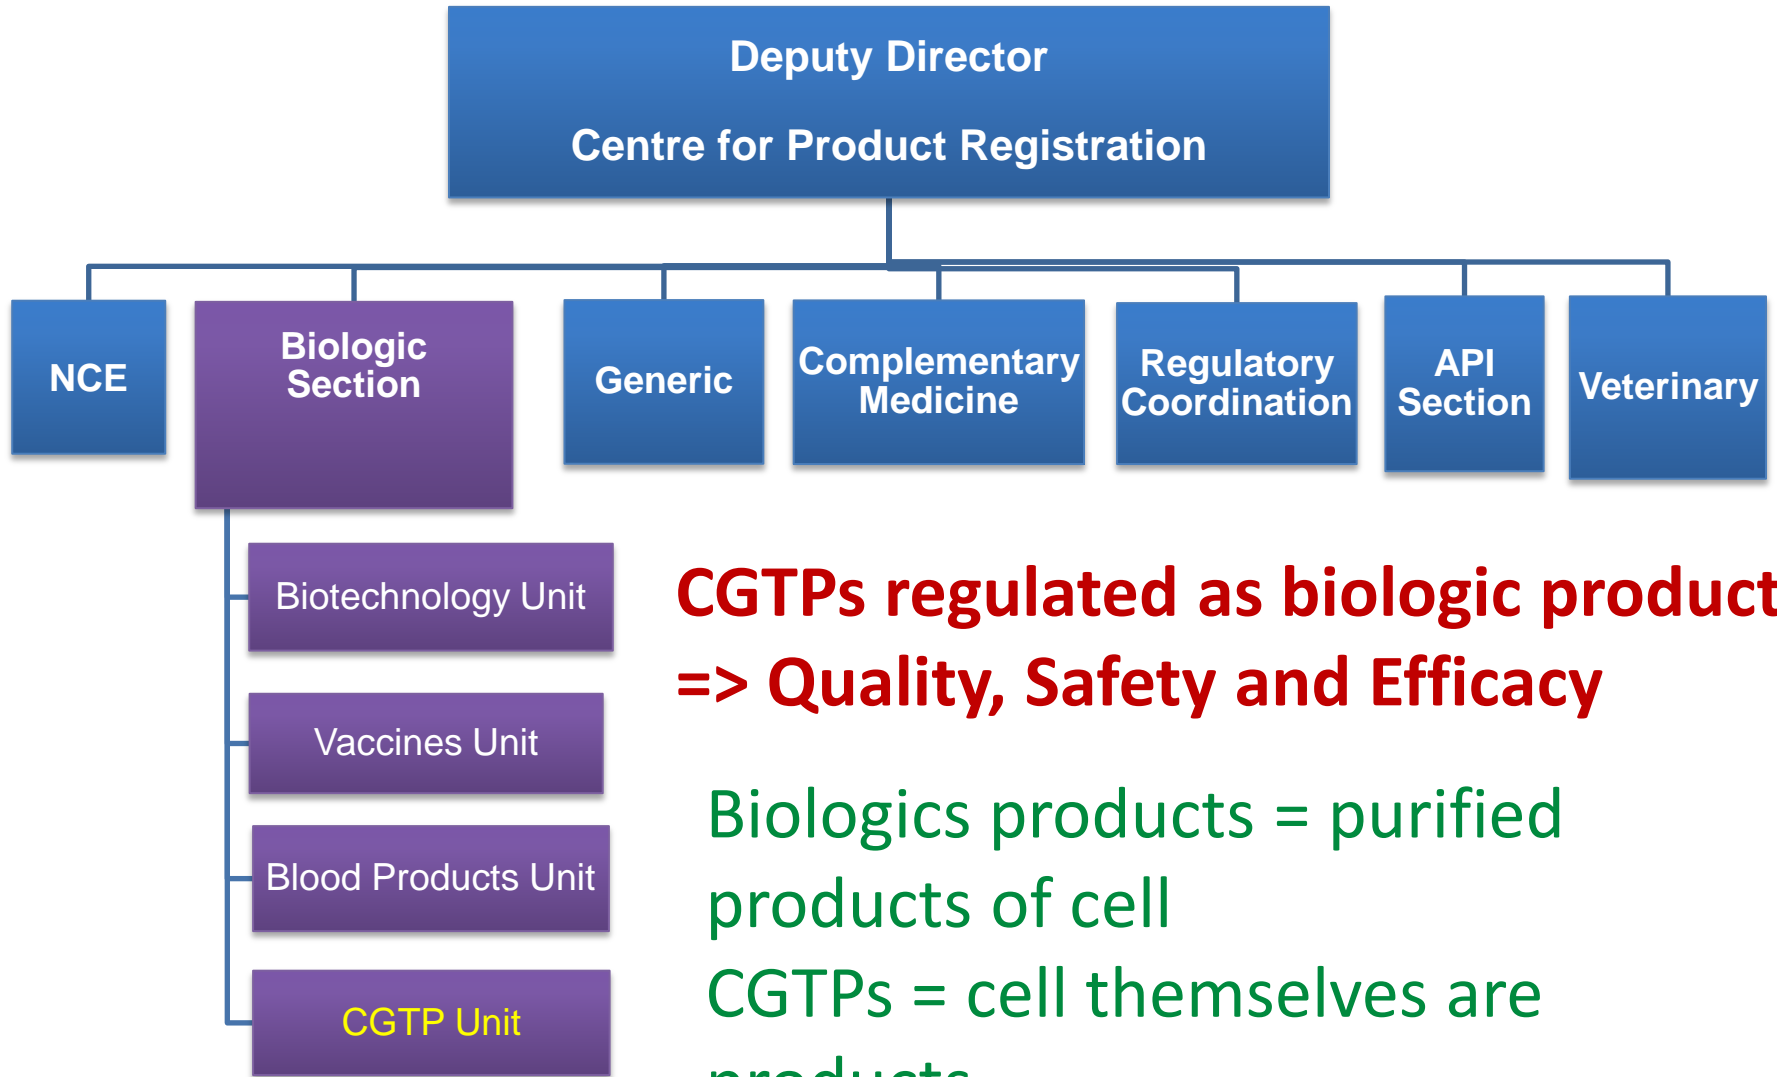 Deputy Director
Centre for Product Registration
NCE
Biologic
Section
Generic
Complementary
Medicine
Regulatory
Coordination
API
Section
Veterinary
Biotechnology Unit
Vaccines Unit
Blood Products Unit
CGTP Unit
CGTPs regulated as biologic product
=> Quality, Safety and Efficacy
Biologics products = purified
products of cell
CGTPs = cell themselves are
products